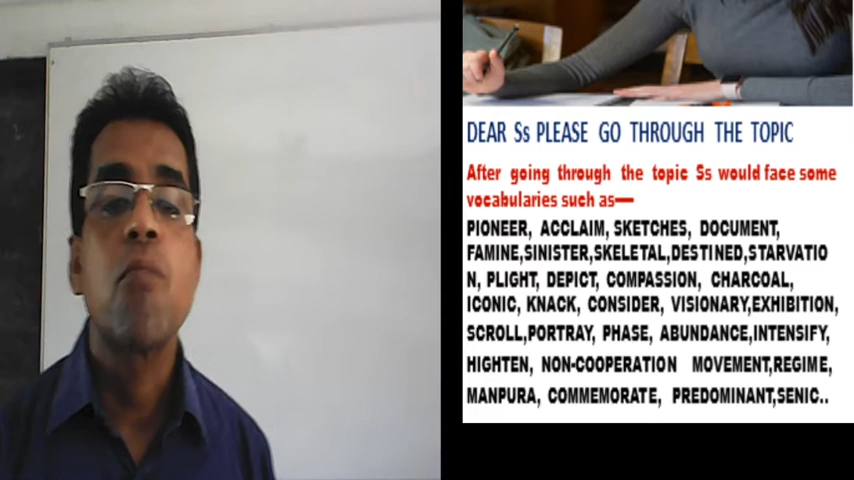 DEAR Ss PLEASE GO THROUGH THE TOPIC
After going through the topic Ss would face some
vocabularies such as—
PIONEER, ACCLAIM, SKETCHES, DOCUMENT,
FAMINE,SINISTER,SKELETAL,DESTINED,STARVATIO
N, PLIGHT, DEPICT, COMPASSION, CHARCOAL,
ICONIC, KNACK, CONSIDER, VISIONARY,EXHIBITION,
SCROLL,PORTRAY, PHASE, ABUNDANCE,INTENSIFY,
HIGHTEN, NON-COOPERATION MOVEMENT,REGIME,
MANPURA, COMMEMORATE, PREDOMINANT,SENIC..